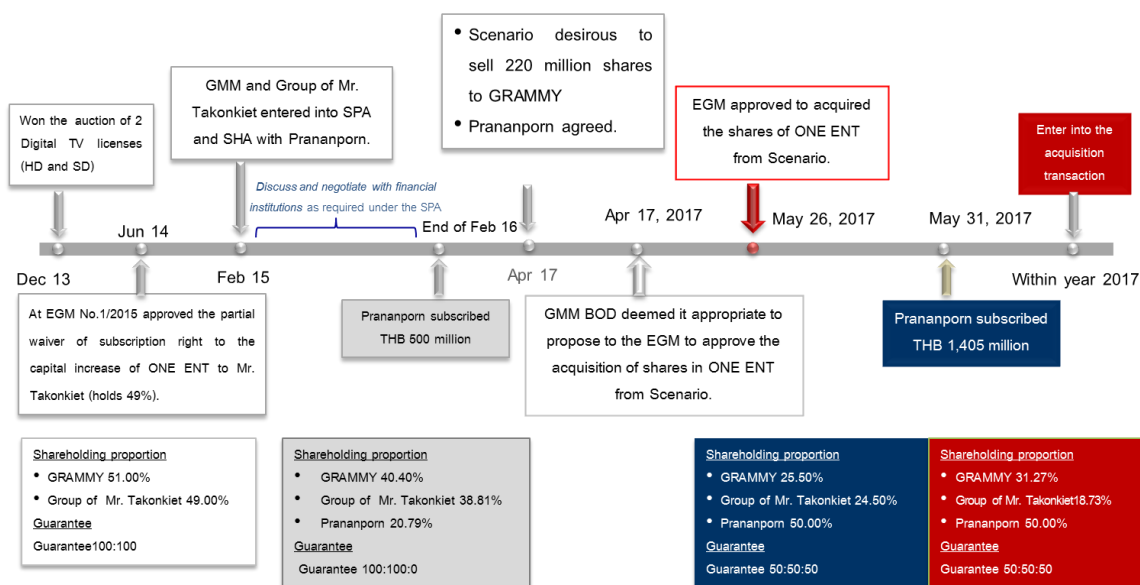 Won the auction of 2
Digital TV licenses
(HD and SD)
GMM and Group of Mr.
Takonkiet entered into SPA
and SHA with Prananporn.
• Scenario desirous to
sell 220 million shares
to GRAMMY
• Prananporn agreed.
EGM approved to acquired
the shares of ONE ENT
from Scenario.
Enter into the
acquisition
transaction
Discuss and negotiate with financial
institutions as required under the SPA
Jun 14
End of Feb 16
Apr 17, 2017
May 26, 2017
May 31, 2017
Dec 13
Feb 15
Apr 17
Within year 2017
At EGM No.1/2015 approved the partial
waiver of subscription right to the
capital increase of ONE ENT to Mr.
Takonkiet (holds 49%).
Prananporn subscribed
THB 500 million
GMM BOD deemed it appropriate to
propose to the EGM to approve the
acquisition of shares in ONE ENT
from Scenario.
Prananporn subscribed
THB 1,405 million
Shareholding proportion
• GRAMMY 51.00%
• Group of Mr. Takonkiet 49.00%
Guarantee
Guarantee100:100
Shareholding proportion
• GRAMMY 40.40%
• Group of Mr. Takonkiet 38.81%
• Prananporn 20.79%
Guarantee
Guarantee 100:100:0
Shareholding proportion
• GRAMMY 25.50%
• Group of Mr. Takonkiet 24.50%
• Prananporn 50.00%
Guarantee
Guarantee 50:50:50
Shareholding proportion
• GRAMMY 31.27%
• Group of Mr. Takonkiet18.73%
• Prananporn 50.00%
Guarantee
Guarantee 50:50:50